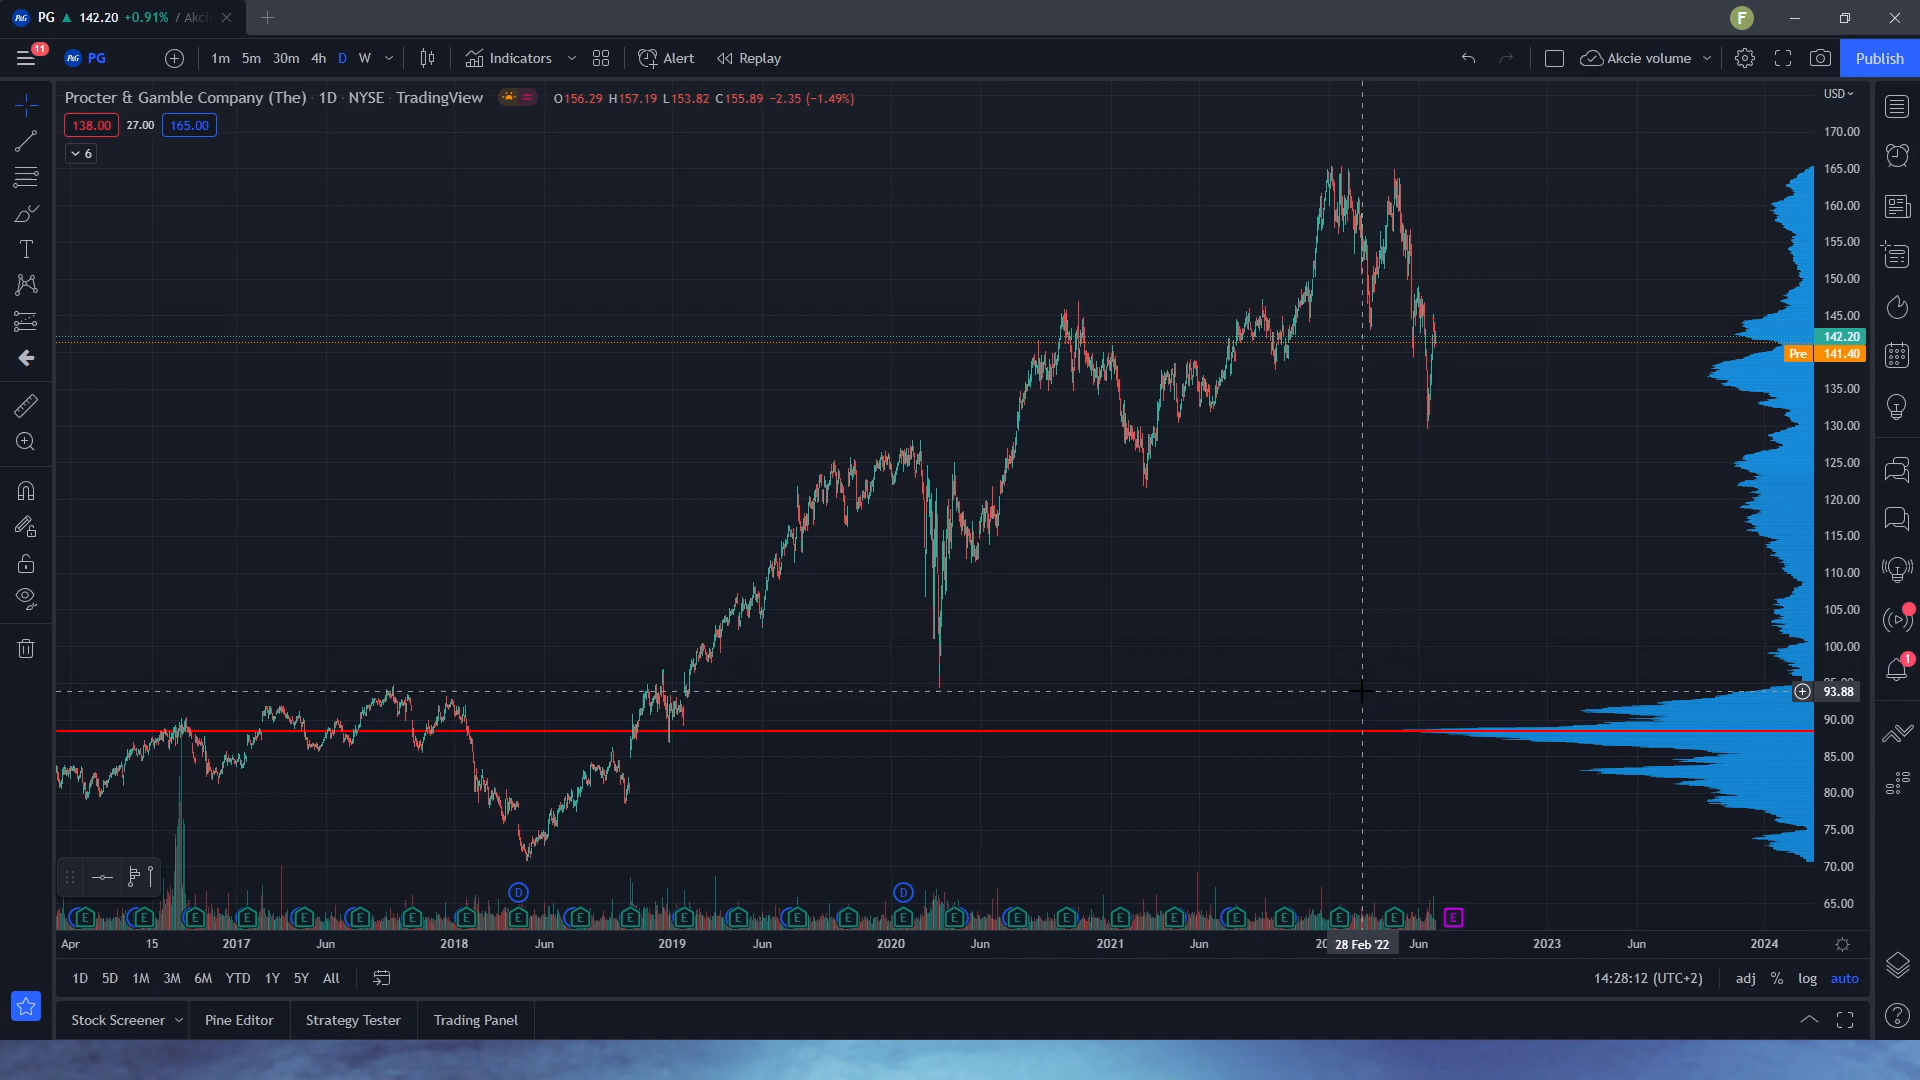 P&G PG ▲ 142.20 +0.91% / Akci
F
11
P&G PG
1m 5m 30m 4h D W
Indicators
Alert
Replay
Akcie volume
Publish
Procter & Gamble Company (The) · 1D · NYSE · TradingView
O156.29 H157.19 L153.82 C155.89 −2.35 (−1.49%)
138.00 27.00 165.00
6
USD
170.00
165.00
160.00
155.00
150.00
145.00
142.20
Pre 141.40
135.00
130.00
125.00
120.00
115.00
110.00
105.00
100.00
93.88
90.00
85.00
80.00
75.00
70.00
65.00
1
D D
E E E E E E E E E E E E E E E E E E E E E E E E E E
Apr 15 2017 Jun 2018 Jun 2019 Jun 2020 Jun 2021 Jun 28 Feb '22 Jun 2023 Jun 2024
1D 5D 1M 3M 6M YTD 1Y 5Y All
14:28:12 (UTC+2) adj % log auto
Stock Screener Pine Editor Strategy Tester Trading Panel